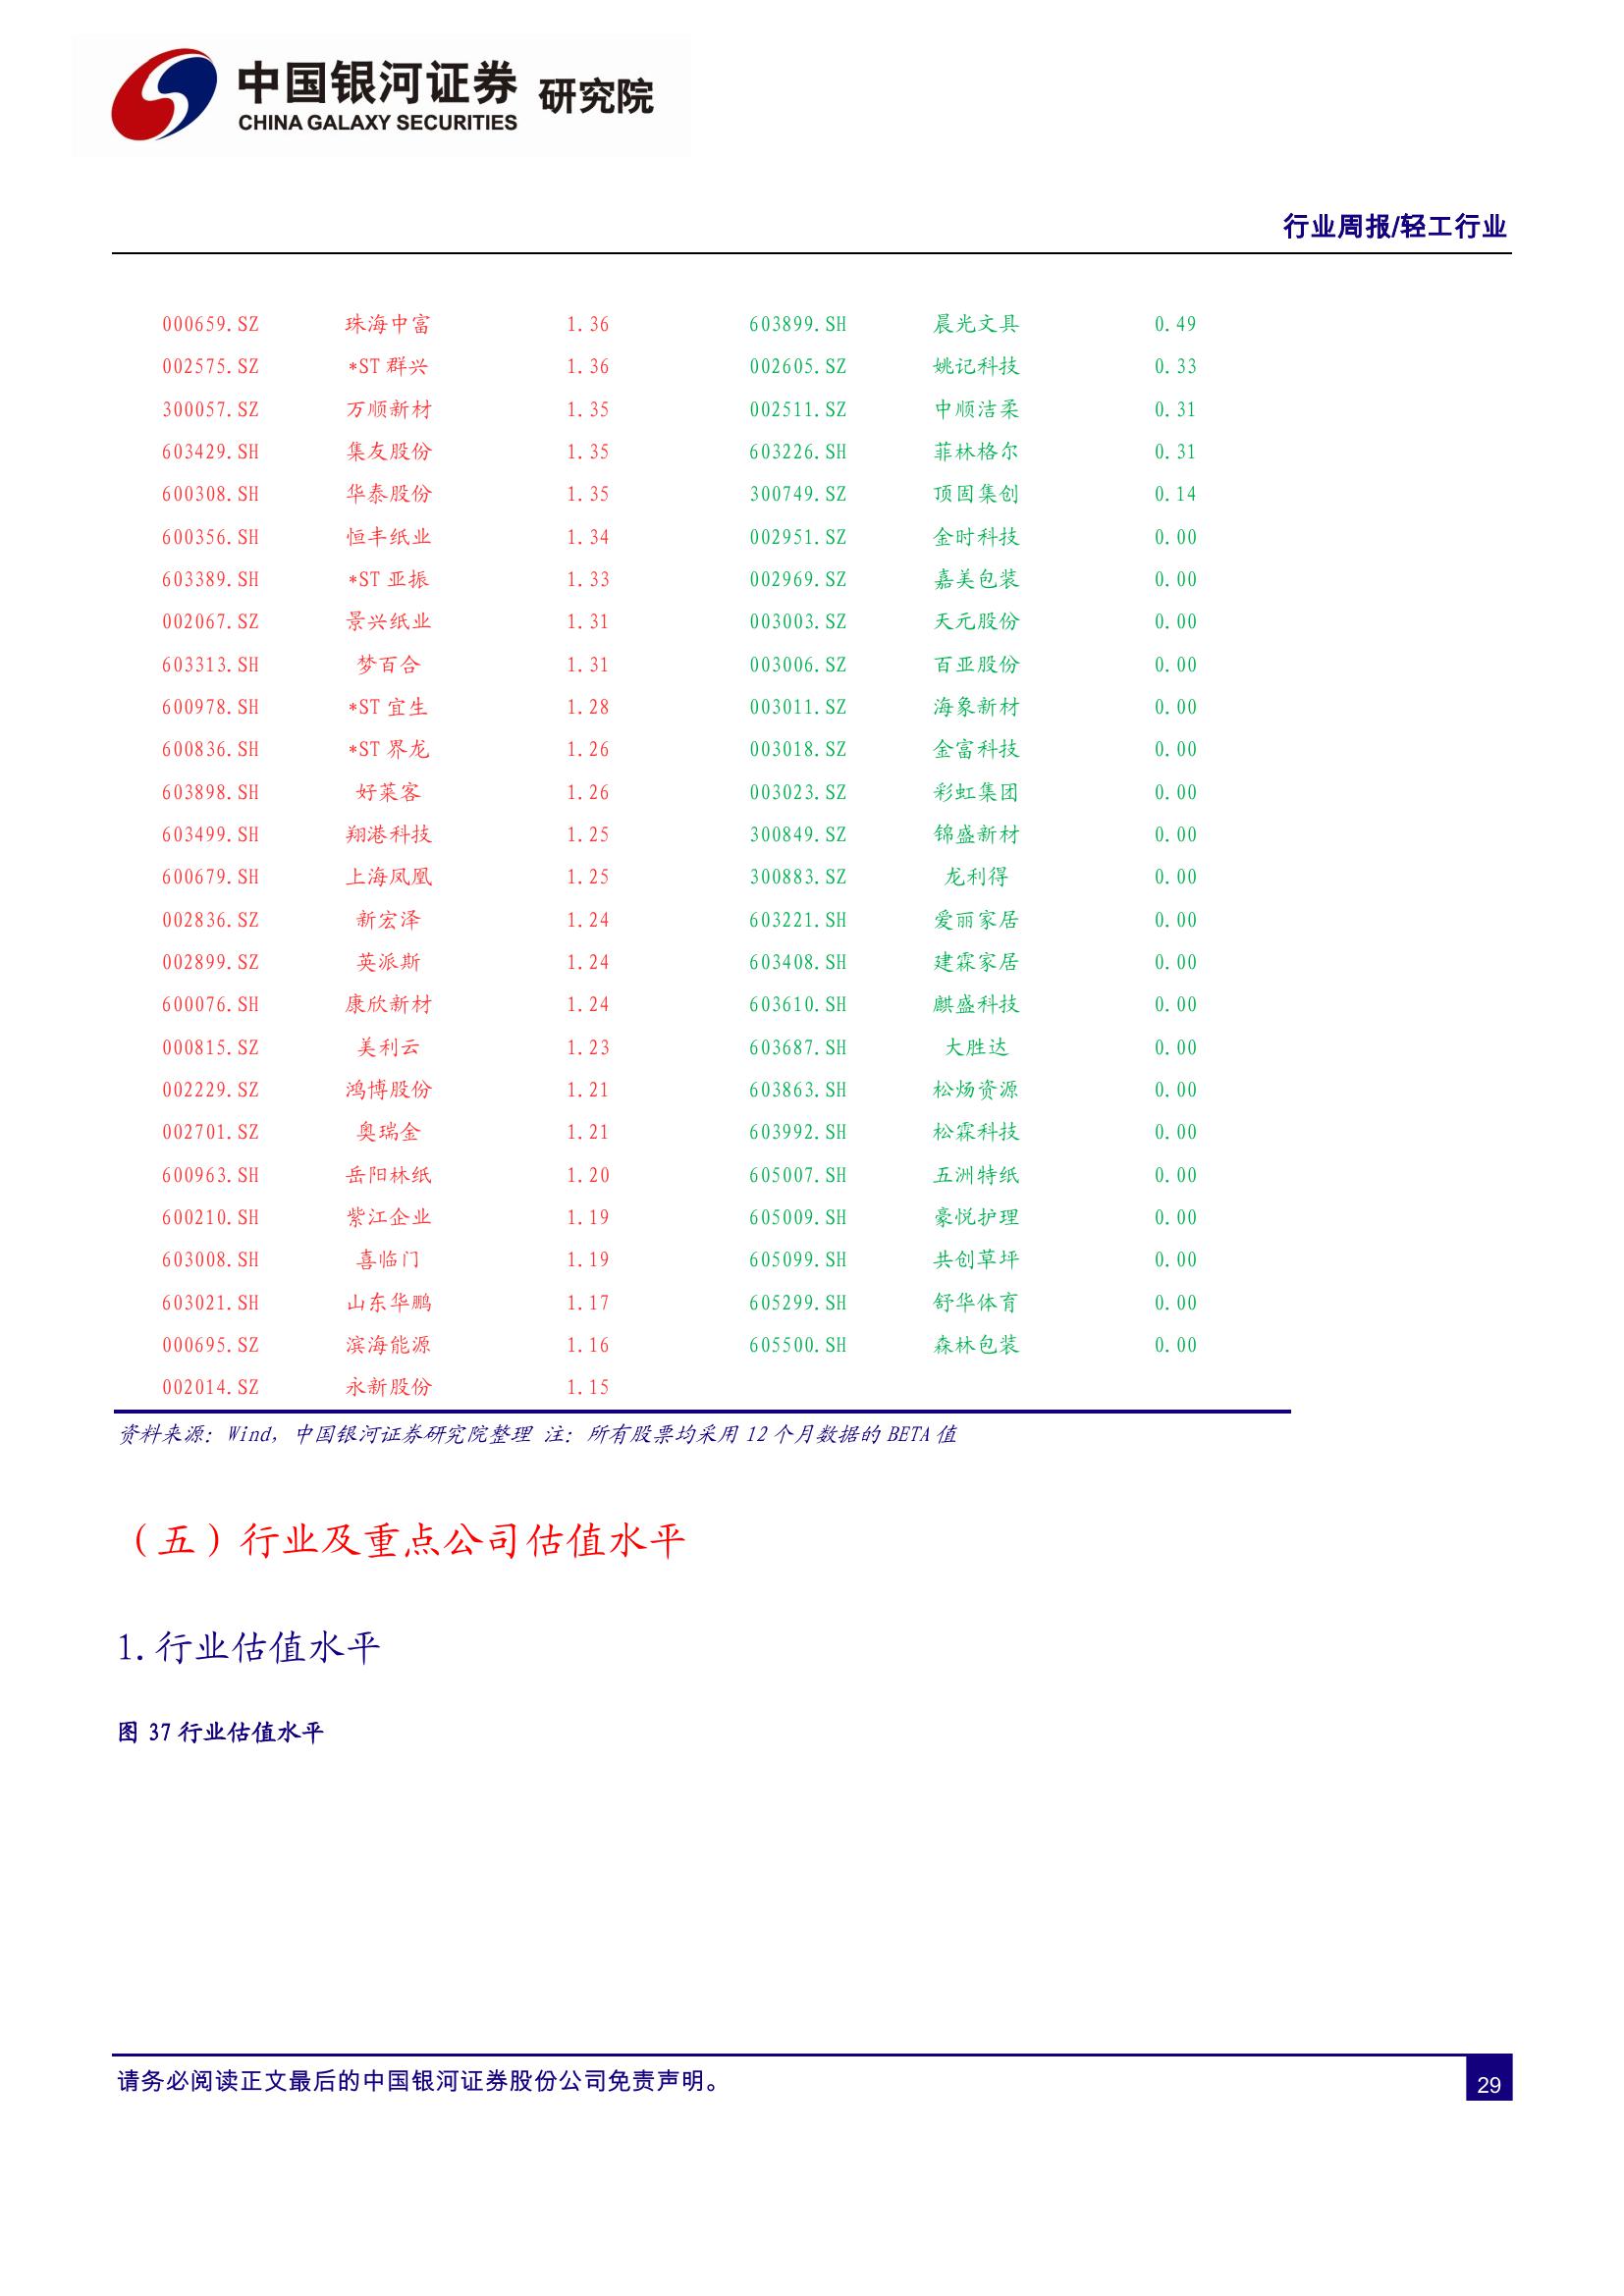 中国银河证券 研究院
CHINA GALAXY SECURITIES
行业周报/轻工行业
000659.SZ 珠海中富 1.36 603899.SH 晨光文具 0.49
002575.SZ *ST 群兴 1.36 002605.SZ 姚记科技 0.33
300057.SZ 万顺新材 1.35 002511.SZ 中顺洁柔 0.31
603429.SH 集友股份 1.35 603226.SH 菲林格尔 0.31
600308.SH 华泰股份 1.35 300749.SZ 顶固集创 0.14
600356.SH 恒丰纸业 1.34 002951.SZ 金时科技 0.00
603389.SH *ST 亚振 1.33 002969.SZ 嘉美包装 0.00
002067.SZ 景兴纸业 1.31 003003.SZ 天元股份 0.00
603313.SH 梦百合 1.31 003006.SZ 百亚股份 0.00
600978.SH *ST 宜生 1.28 003011.SZ 海象新材 0.00
600836.SH *ST 界龙 1.26 003018.SZ 金富科技 0.00
603898.SH 好莱客 1.26 003023.SZ 彩虹集团 0.00
603499.SH 翔港科技 1.25 300849.SZ 锦盛新材 0.00
600679.SH 上海凤凰 1.25 300883.SZ 龙利得 0.00
002836.SZ 新宏泽 1.24 603221.SH 爱丽家居 0.00
002899.SZ 英派斯 1.24 603408.SH 建霖家居 0.00
600076.SH 康欣新材 1.24 603610.SH 麒盛科技 0.00
000815.SZ 美利云 1.23 603687.SH 大胜达 0.00
002229.SZ 鸿博股份 1.21 603863.SH 松炀资源 0.00
002701.SZ 奥瑞金 1.21 603992.SH 松霖科技 0.00
600963.SH 岳阳林纸 1.20 605007.SH 五洲特纸 0.00
600210.SH 紫江企业 1.19 605009.SH 豪悦护理 0.00
603008.SH 喜临门 1.19 605099.SH 共创草坪 0.00
603021.SH 山东华鹏 1.17 605299.SH 舒华体育 0.00
000695.SZ 滨海能源 1.16 605500.SH 森林包装 0.00
002014.SZ 永新股份 1.15
资料来源：Wind，中国银河证券研究院整理 注：所有股票均采用 12 个月数据的 BETA 值
（五）行业及重点公司估值水平
1.行业估值水平
图 37 行业估值水平
请务必阅读正文最后的中国银河证券股份公司免责声明。
29